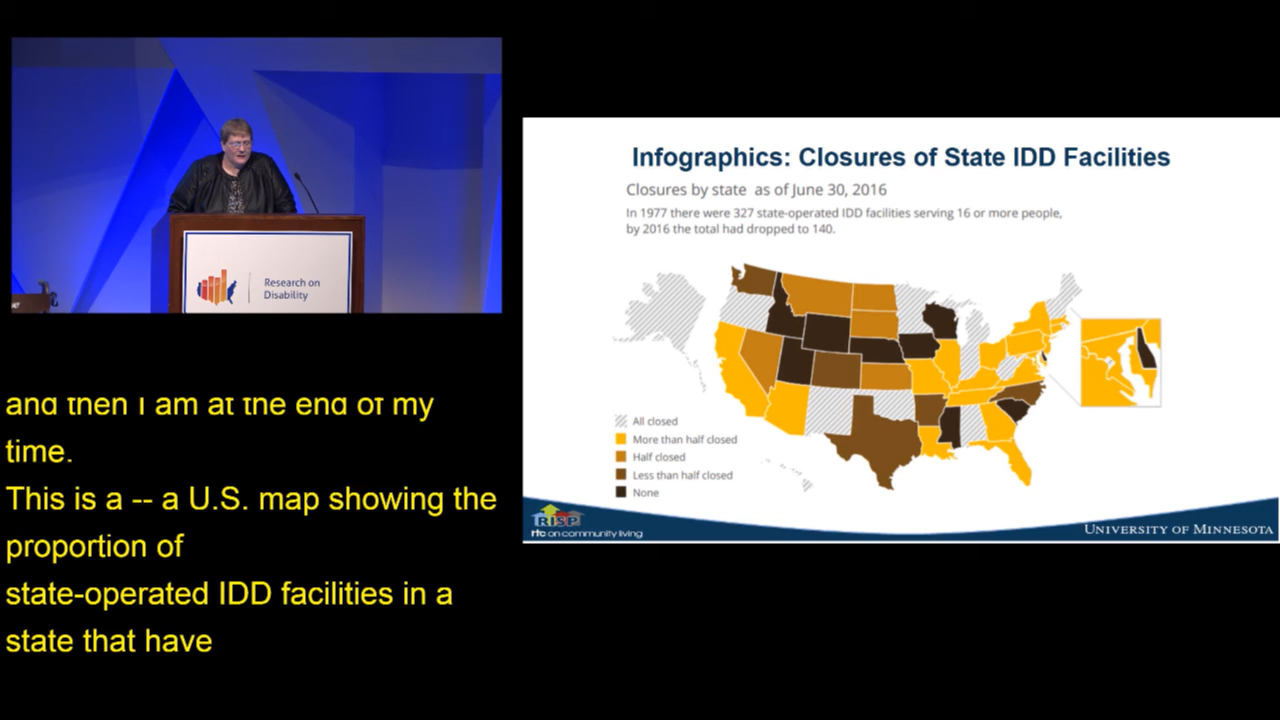 Research on
Disability
and then I am at the end of my
time.
This is a -- a U.S. map showing the
proportion of
state-operated IDD facilities in a
state that have
Infographics: Closures of State IDD Facilities
Closures by state as of June 30, 2016
In 1977 there were 327 state-operated IDD facilities serving 16 or more people,
by 2016 the total had dropped to 140.
All closed
More than half closed
Half closed
Less than half closed
None
RISP
rtc on community living
UNIVERSITY OF MINNESOTA